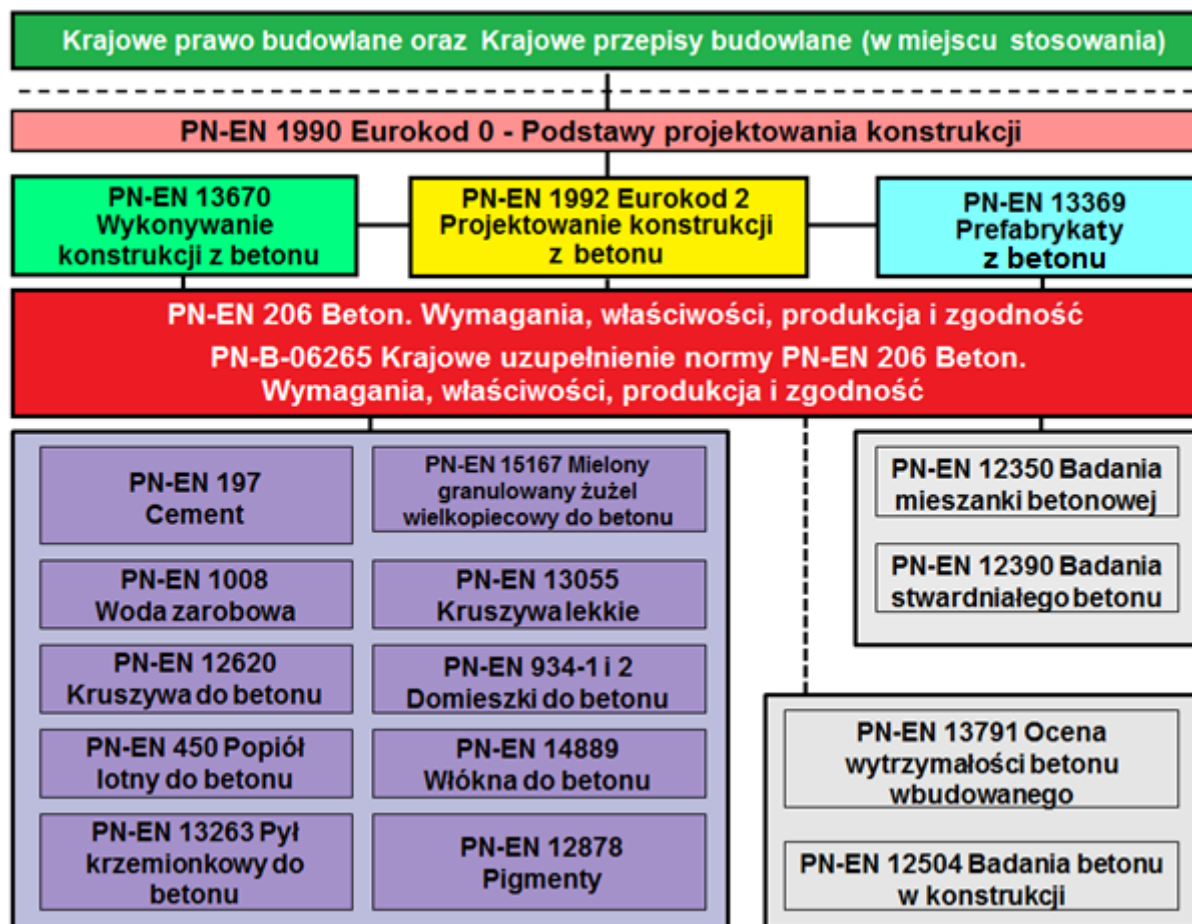 Krajowe prawo budowlane oraz Krajowe przepisy budowlane (w miejscu stosowania)
PN-EN 1990 Eurokod 0 - Podstawy projektowania konstrukcji
PN-EN 13670
Wykonywanie
konstrukcji z betonu
PN-EN 1992 Eurokod 2
Projektowanie konstrukcji
z betonu
PN-EN 13369
Prefabrykaty
z betonu
PN-EN 206 Beton. Wymagania, właściwości, produkcja i zgodność
PN-B-06265 Krajowe uzupełnienie normy PN-EN 206 Beton.
Wymagania, właściwości, produkcja i zgodność
PN-EN 197
Cement
PN-EN 15167 Mielony
granulowany żużel
wielkopiecowy do betonu
PN-EN 1008
Woda zarobowa
PN-EN 13055
Kruszywa lekkie
PN-EN 12620
Kruszywa do betonu
PN-EN 934-1 i 2
Domieszki do betonu
PN-EN 450 Popiół
lotny do betonu
PN-EN 14889
Włókna do betonu
PN-EN 13263 Pył
krzemionkowy do
betonu
PN-EN 12878
Pigmenty
PN-EN 12350 Badania
mieszanki betonowej
PN-EN 12390 Badania
stwardniałego betonu
PN-EN 13791 Ocena
wytrzymałości betonu
wbudowanego
PN-EN 12504 Badania betonu
w konstrukcji